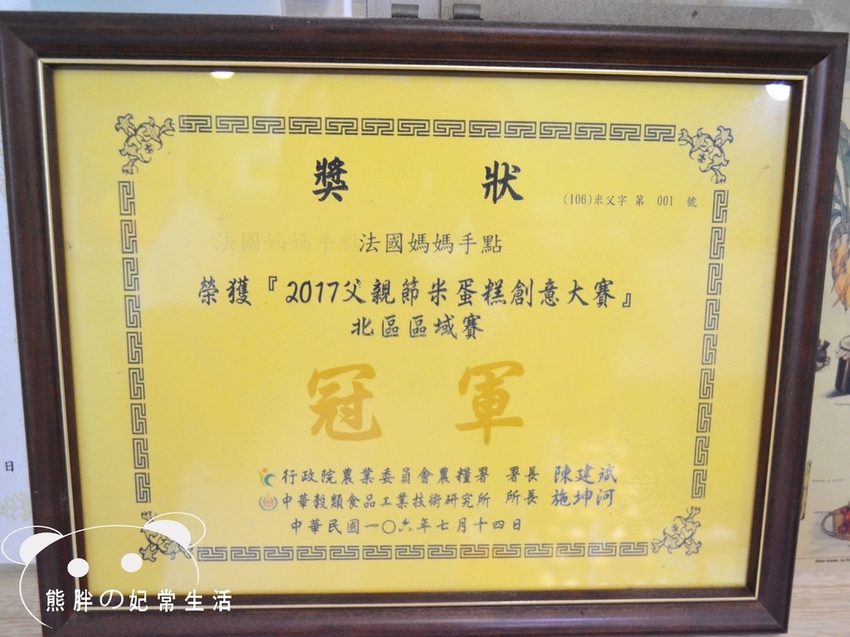 獎狀
(106)米父字 第 001 號
法國媽媽手點
榮獲『2017父親節米蛋糕創意大賽』
北區區域賽
冠軍
行政院農業委員會農糧署 署長 陳建斌
中華穀類食品工業技術研究所 所長 施坤河
中華民國一〇六年七月十四日
日
熊胖の妃常生活